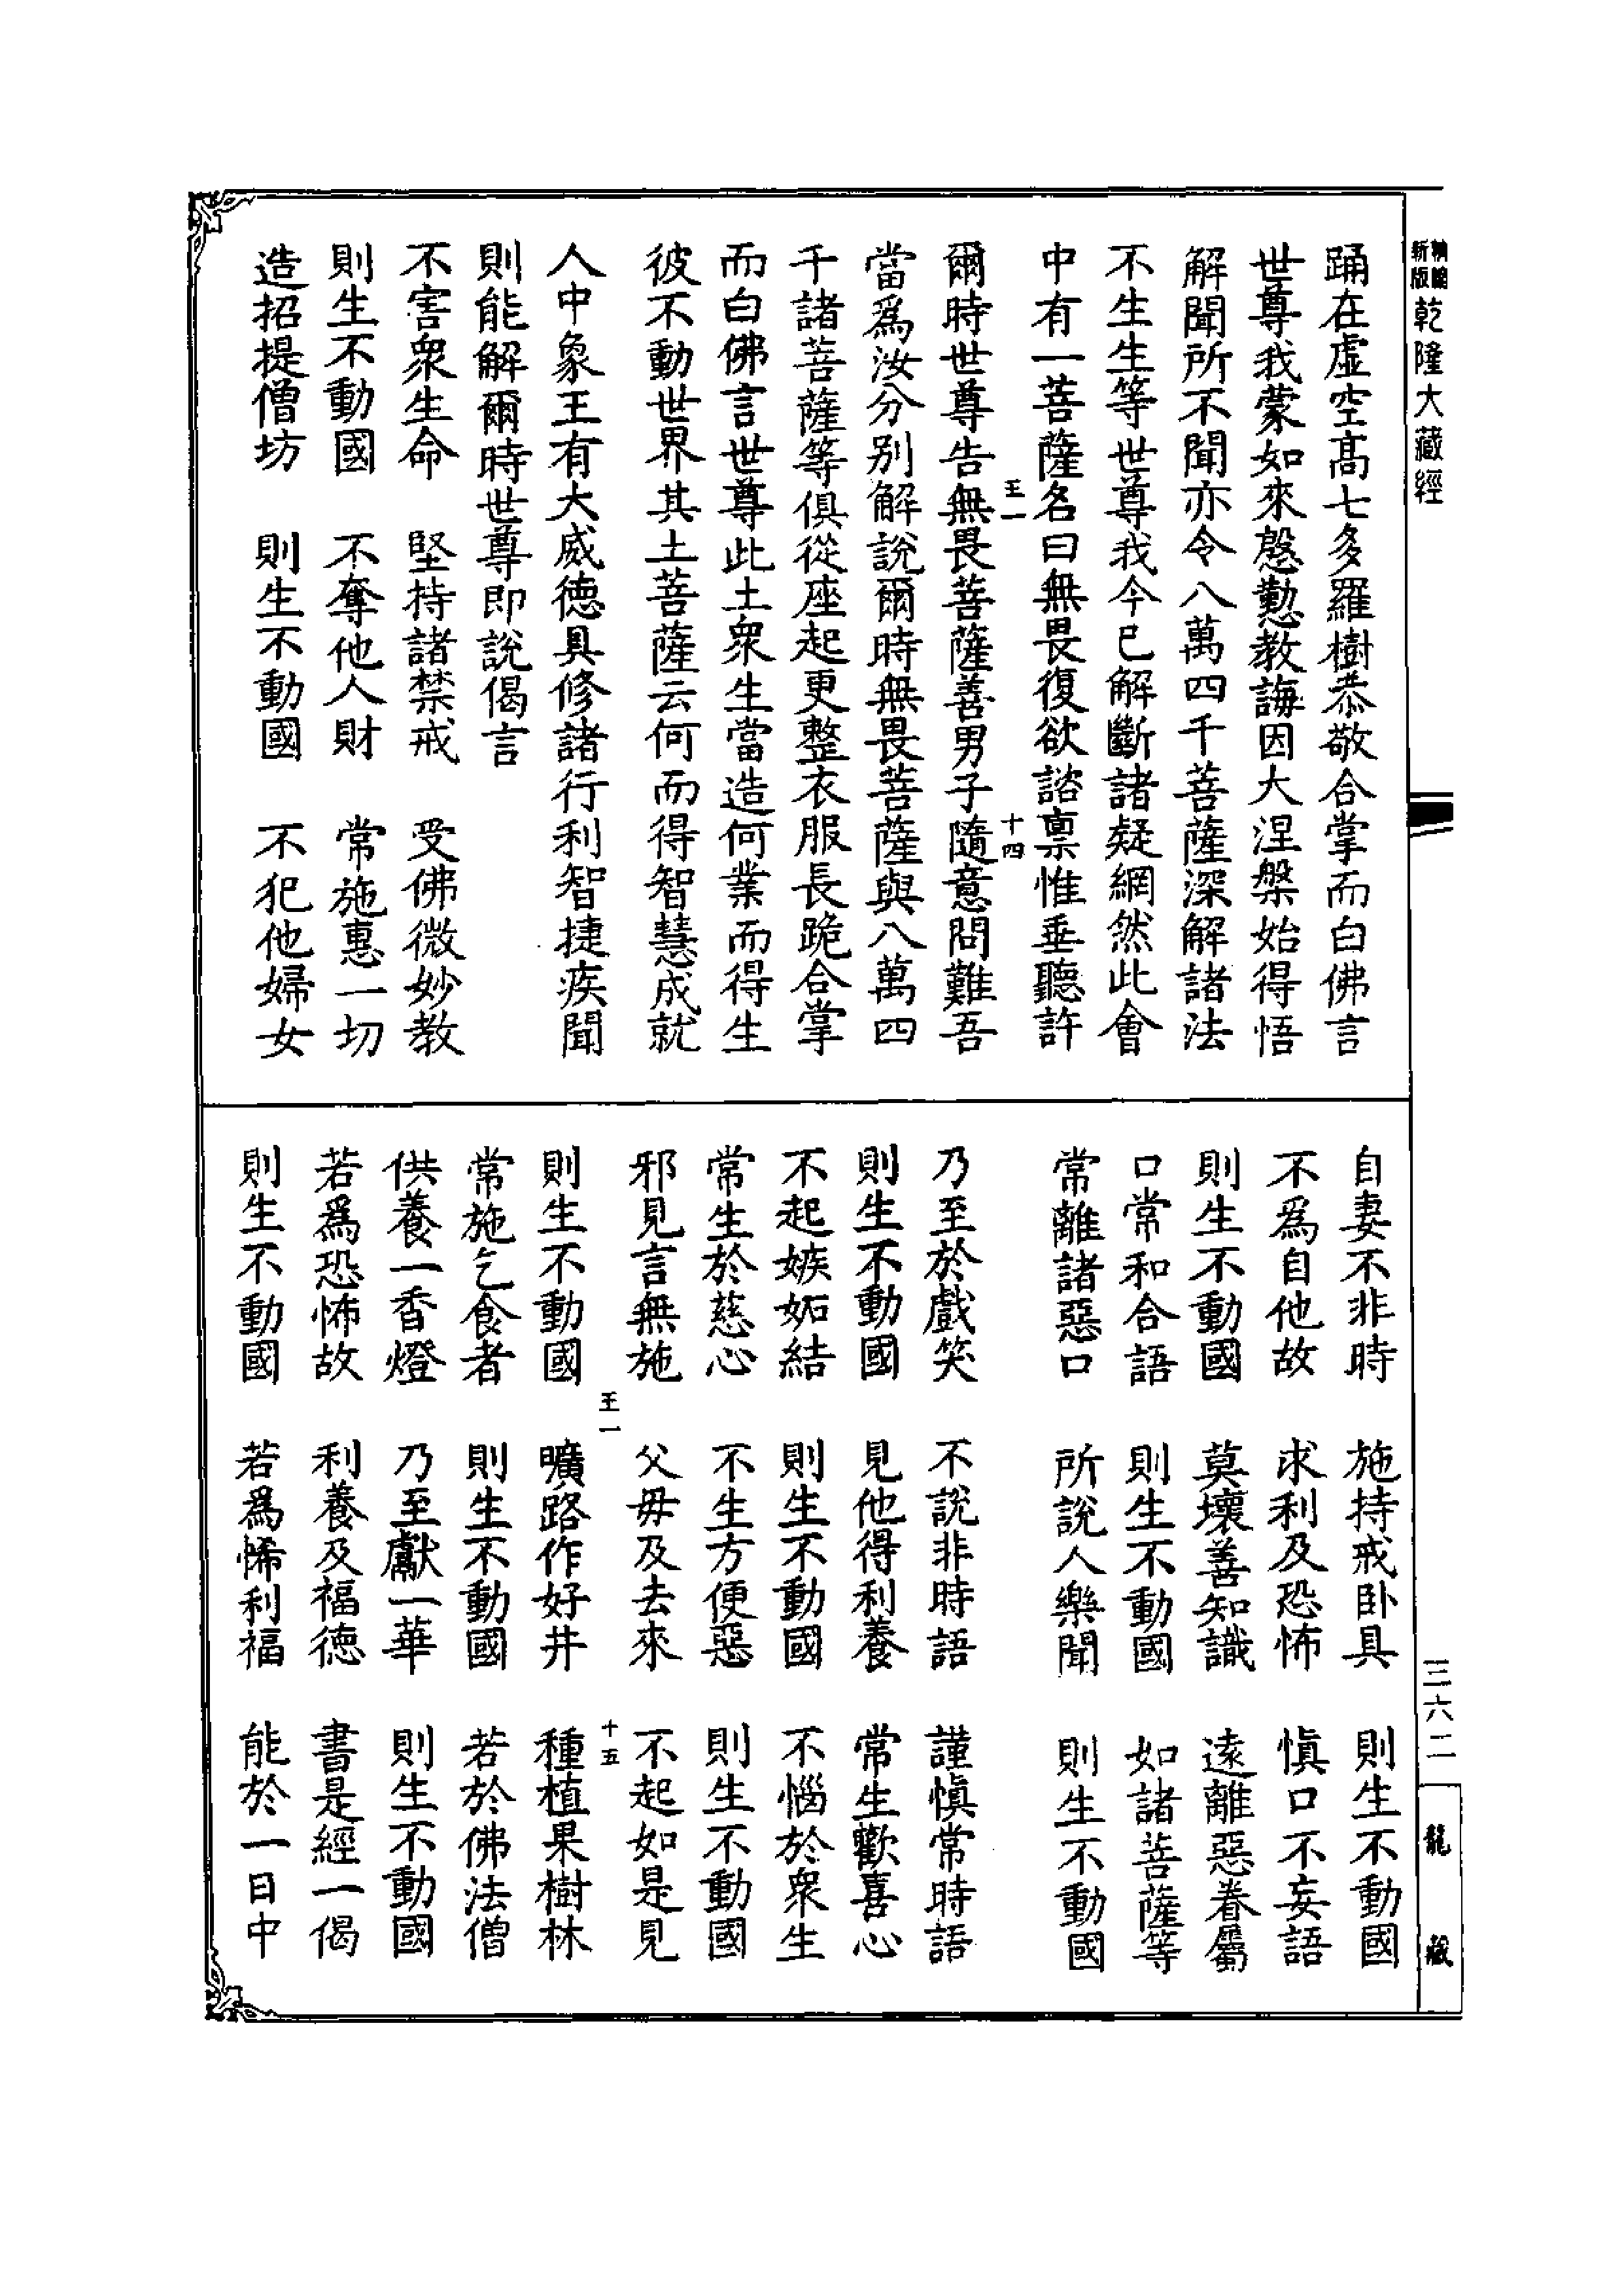 精縮
新版
乾隆大藏經
踊在虛空高七多羅樹恭敬合掌而白佛言
世尊我蒙如來慇懃教誨因大涅槃始得悟
解聞所不聞亦令八萬四千菩薩深解諸法
不生生等世尊我今已解斷諸疑網然此會
中有一菩薩名曰無畏復欲諮稟惟垂聽許
王一
十四
爾時世尊告無畏菩薩善男子隨意問難吾
當為汝分別解說爾時無畏菩薩與八萬四
千諸菩薩等俱從座起更整衣服長跪合掌
而白佛言世尊此土眾生當造何業而得生
彼不動世界其土菩薩云何而得智慧成就
人中象王有大威德具修諸行利智捷疾聞
則能解爾時世尊即說偈言
不害眾生命　堅持諸禁戒　受佛微妙教
則生不動國　不奪他人財　常施惠一切
造招提僧坊　則生不動國　不犯他婦女
自妻不非時　施持戒臥具　則生不動國
不為自他故　求利及恐怖　慎口不妄語
則生不動國　莫壞善知識　遠離惡眷屬
口常和合語　則生不動國　如諸菩薩等
常離諸惡口　所說人樂聞　則生不動國
乃至於戲笑　不說非時語　謹慎常時語
則生不動國　見他得利養　常生歡喜心
不起嫉妬結　則生不動國　不惱於眾生
常生於慈心　不生方便惡　則生不動國
邪見言無施　父母及去來　不起如是見
王一
十五
則生不動國　曠路作好井　種植果樹林
常施乞食者　則生不動國　若於佛法僧
供養一香燈　乃至獻一華　則生不動國
若為恐怖故　利養及福德　書是經一偈
則生不動國　若為悕利福　能於一日中
三六二
龍藏